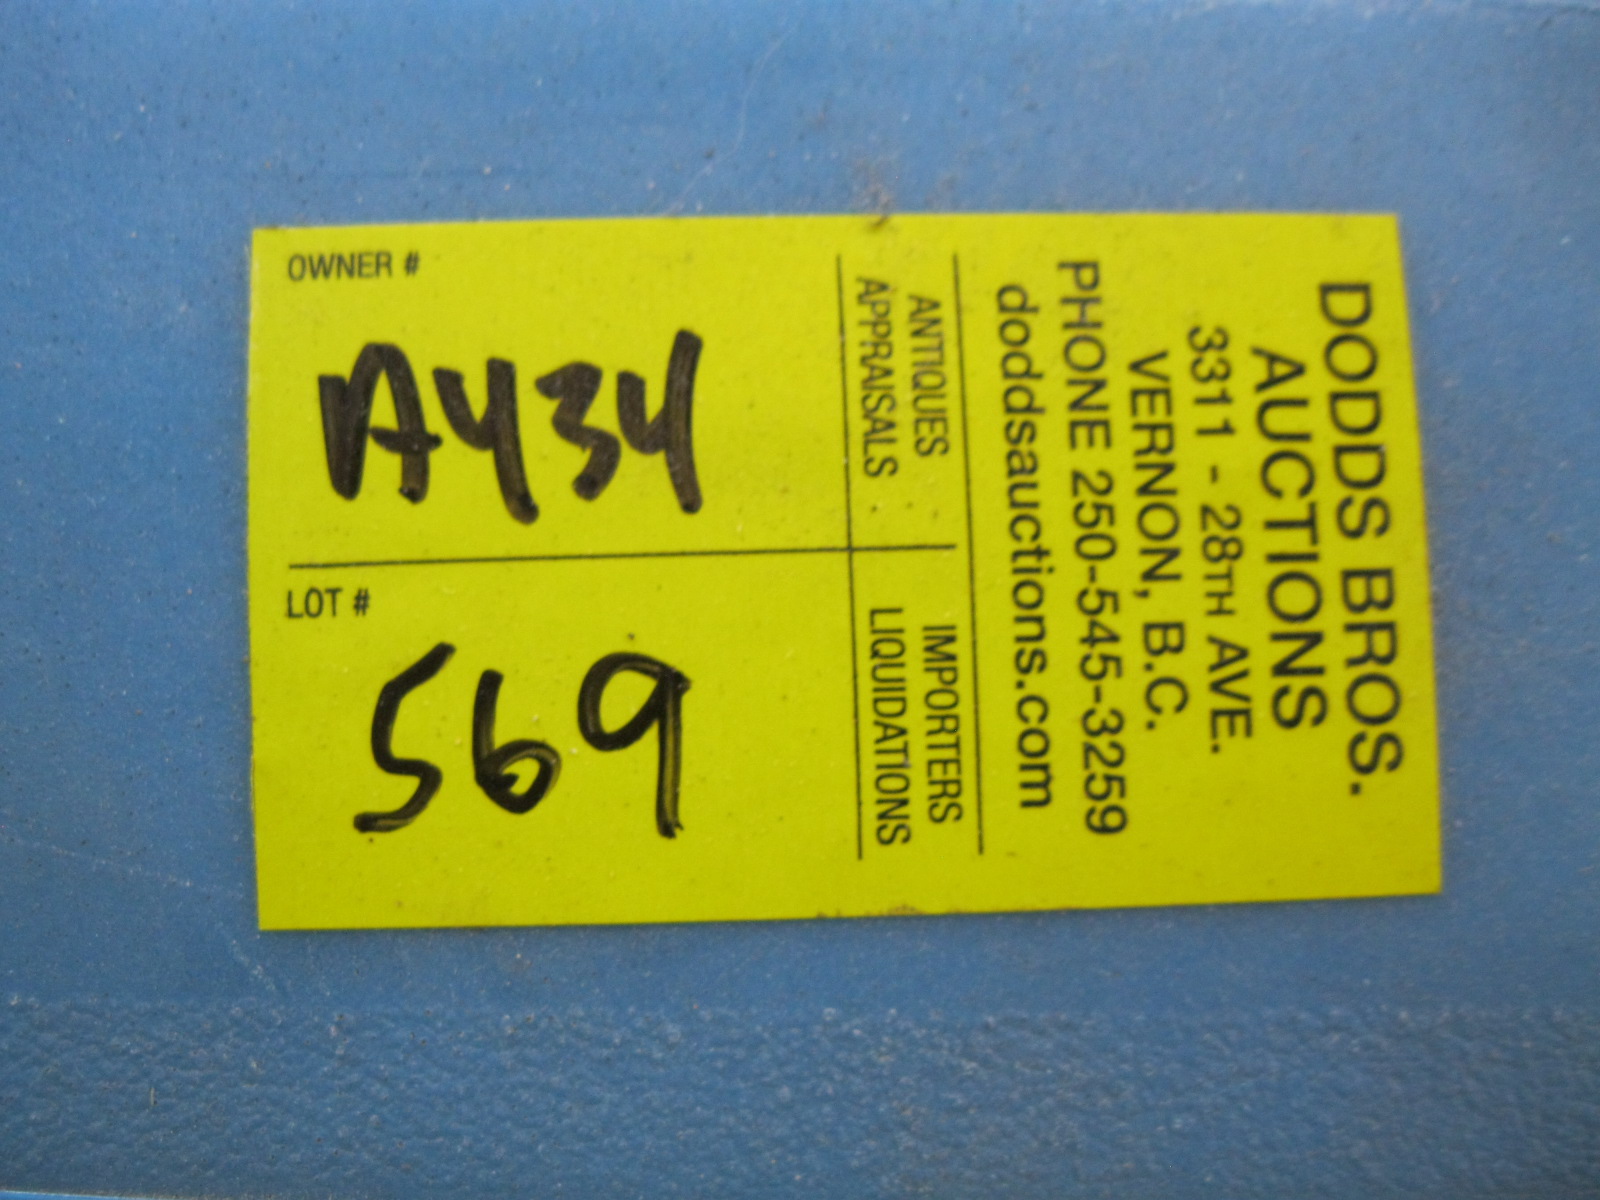 DODDS BROS.
AUCTIONS
3311 - 28TH AVE.
VERNON, B.C.
PHONE 250-545-3259
doddsauctions.com
ANTIQUES
APPRAISALS
IMPORTERS
LIQUIDATIONS
OWNER #
A434
LOT #
569